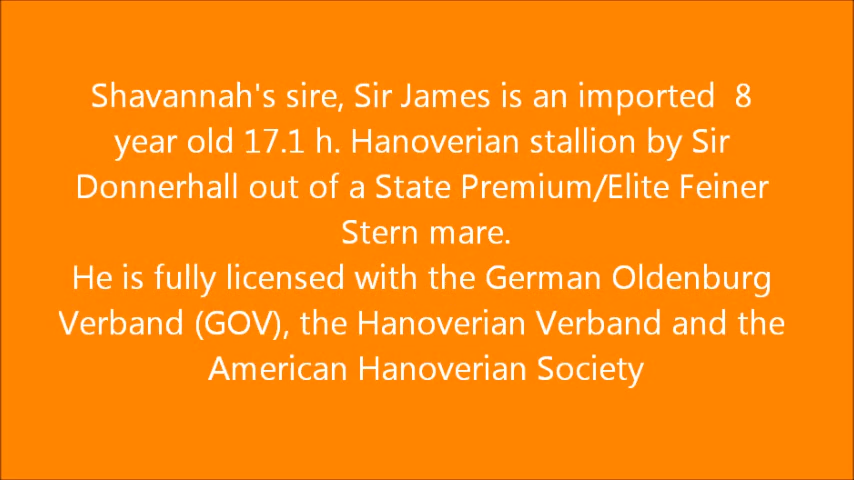 Shavannah's sire, Sir James is an imported  8
year old 17.1 h. Hanoverian stallion by Sir
Donnerhall out of a State Premium/Elite Feiner
Stern mare.
He is fully licensed with the German Oldenburg
Verband (GOV), the Hanoverian Verband and the
American Hanoverian Society